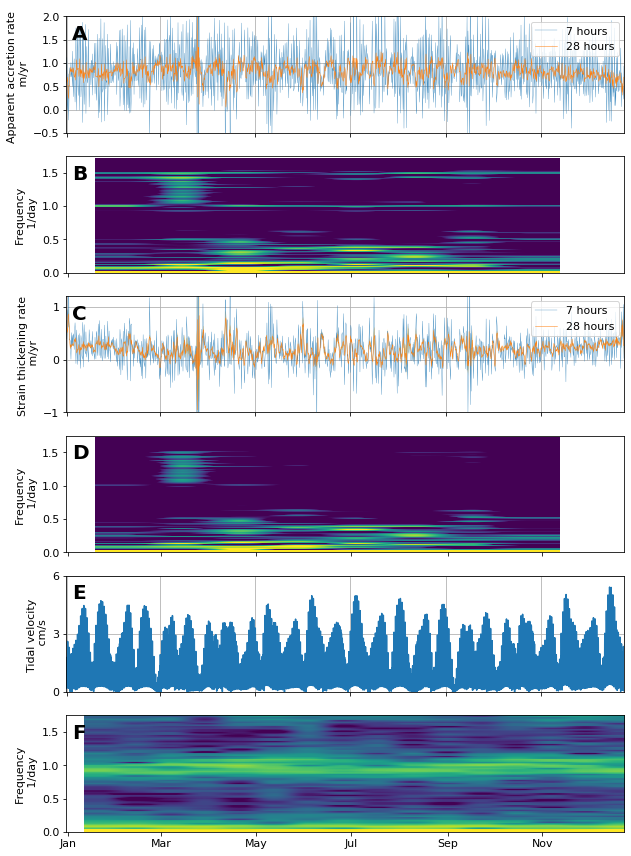 A
Apparent accretion rate
m/yr
2.0
1.5
1.0
0.5
0.0
−0.5
7 hours
28 hours
B
Frequency
1/day
1.5
1.0
0.5
0.0
C
Strain thickening rate
m/yr
1
0
−1
7 hours
28 hours
D
Frequency
1/day
1.5
1.0
0.5
0.0
E
Tidal velocity
cm/s
6
3
0
F
Frequency
1/day
1.5
1.0
0.5
0.0
Jan Mar May Jul Sep Nov